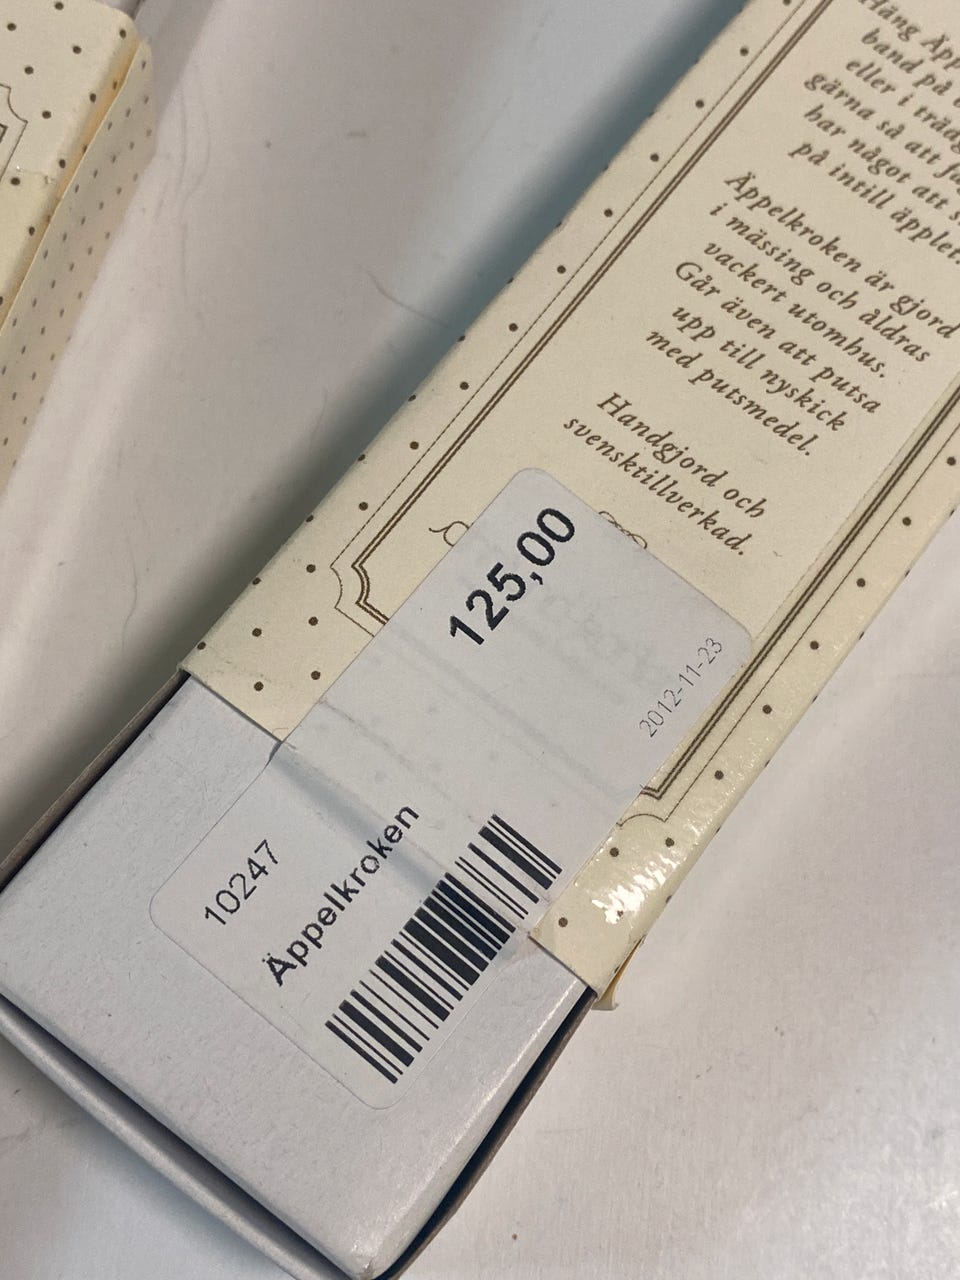 Häng
band på
eller i
gärna så att
har något att
på intill äpplet.
Äppelkroken är gjord
i mässing och åldras
vackert utomhus.
Går även att putsa
upp till nyskick
med putsmedel.
Handgjord och
svensktillverkad.
125,00
2012-11-23
10247
Äppelkroken